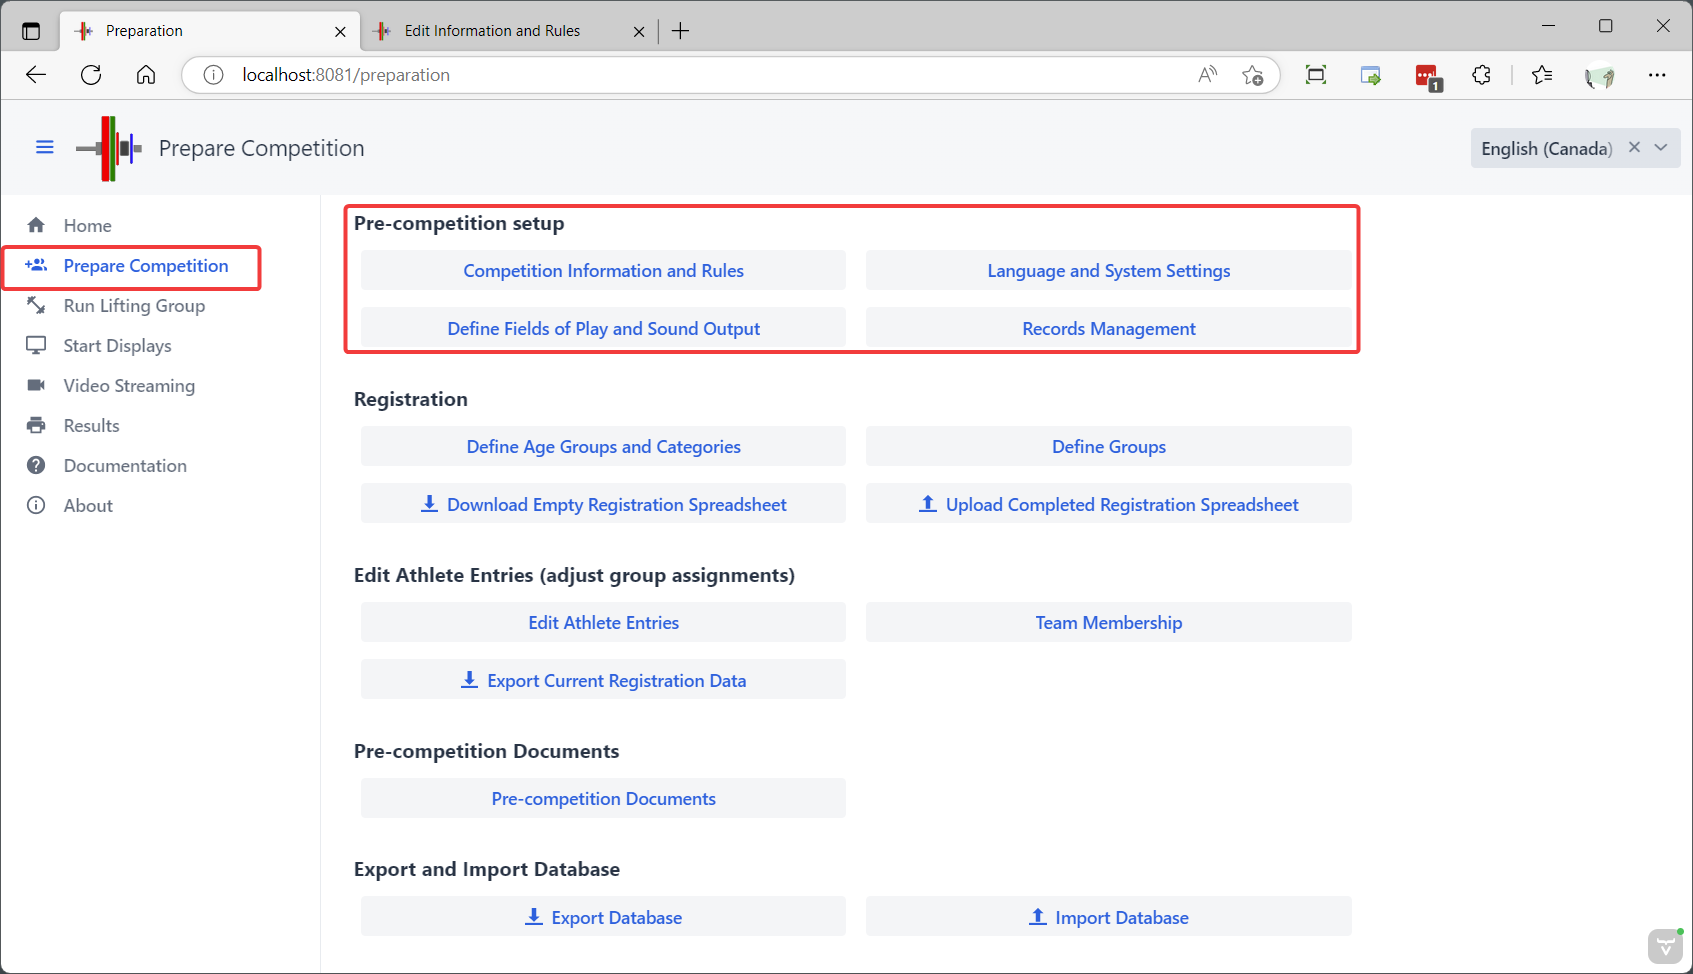 Preparation
Edit Information and Rules
localhost:8081/preparation
1
Prepare Competition
English (Canada)
Home
Prepare Competition
Run Lifting Group
Start Displays
Video Streaming
Results
Documentation
About
Pre-competition setup
Competition Information and Rules
Language and System Settings
Define Fields of Play and Sound Output
Records Management
Registration
Define Age Groups and Categories
Define Groups
Download Empty Registration Spreadsheet
Upload Completed Registration Spreadsheet
Edit Athlete Entries (adjust group assignments)
Edit Athlete Entries
Team Membership
Export Current Registration Data
Pre-competition Documents
Pre-competition Documents
Export and Import Database
Export Database
Import Database